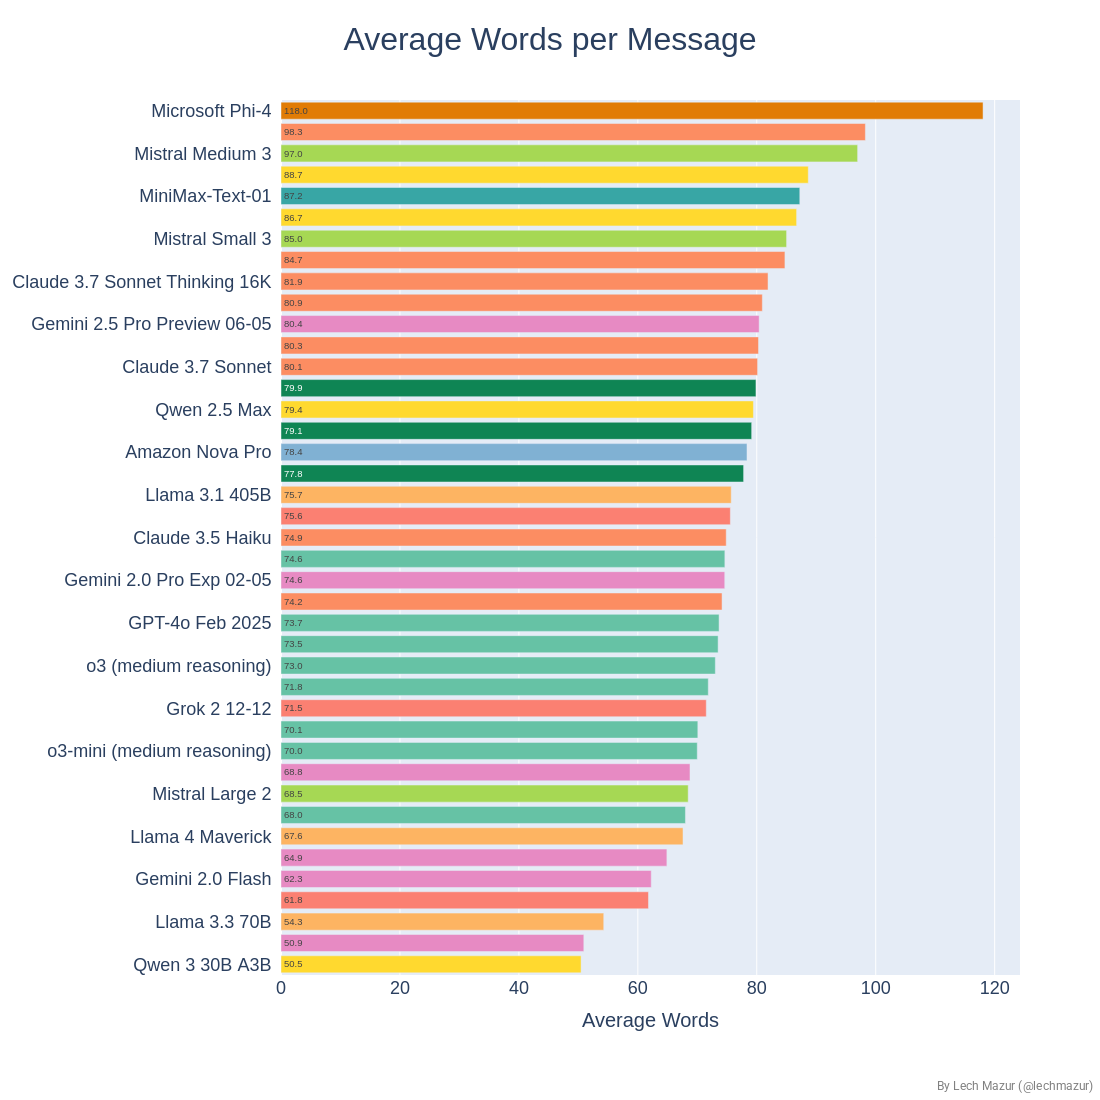 Average Words per Message
Microsoft Phi-4 118.0
98.3
Mistral Medium 3 97.0
88.7
MiniMax-Text-01 87.2
86.7
Mistral Small 3 85.0
84.7
Claude 3.7 Sonnet Thinking 16K 81.9
80.9
Gemini 2.5 Pro Preview 06-05 80.4
80.3
Claude 3.7 Sonnet 80.1
79.9
Qwen 2.5 Max 79.4
79.1
Amazon Nova Pro 78.4
77.8
Llama 3.1 405B 75.7
75.6
Claude 3.5 Haiku 74.9
74.6
Gemini 2.0 Pro Exp 02-05 74.6
74.2
GPT-4o Feb 2025 73.7
73.5
o3 (medium reasoning) 73.0
71.8
Grok 2 12-12 71.5
70.1
o3-mini (medium reasoning) 70.0
68.8
Mistral Large 2 68.5
68.0
Llama 4 Maverick 67.6
64.9
Gemini 2.0 Flash 62.3
61.8
Llama 3.3 70B 54.3
50.9
Qwen 3 30B A3B 50.5
0 20 40 60 80 100 120
Average Words
By Lech Mazur (@lechmazur)